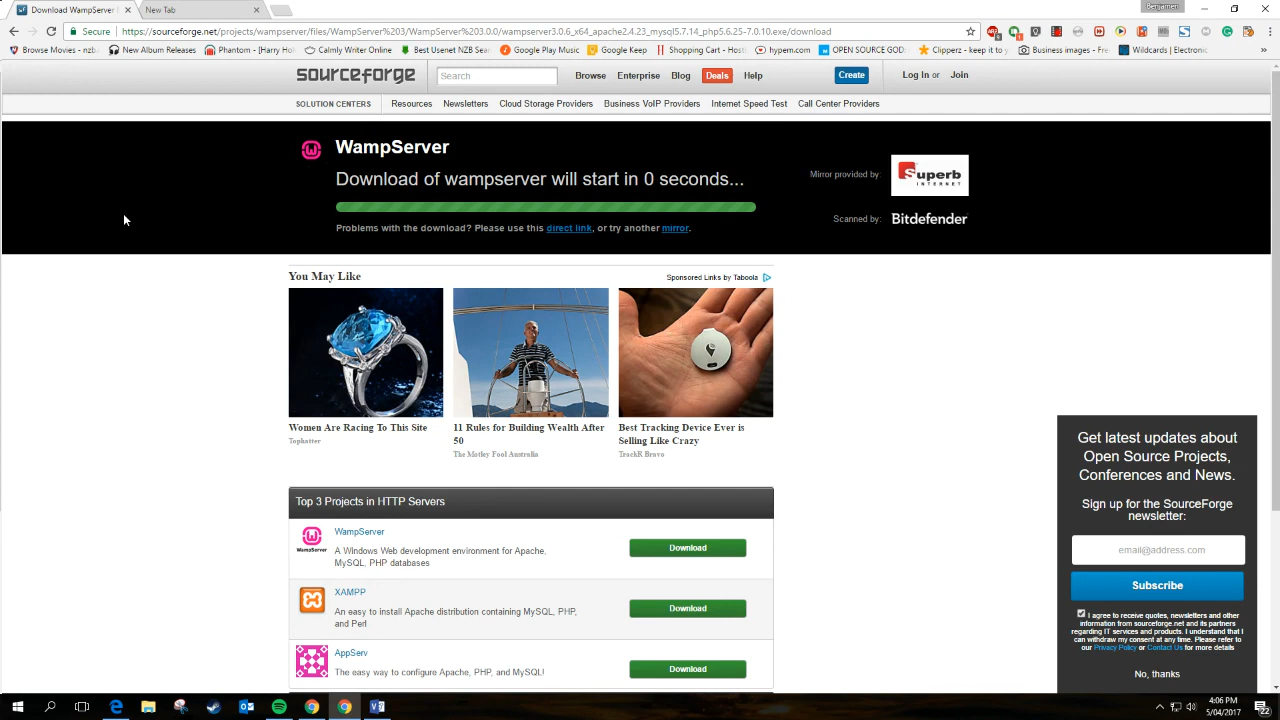 Download WampServer
New Tab
Benjamen
Secure
https://sourceforge.net/projects/wampserver/files/WampServer%203/WampServer%203.0.0/wampserver3.0.6_x64_apache2.4.23_mysql5.7.14_php5.6.25-7.0.10.exe/download
Browse Movies - nzb
New Album Releases
Phantom - [Harry Ho
Calmly Writer Online
Best Usenet NZB Sea
Google Play Music
Google Keep
Shopping Cart - Host
hypem.com
OPEN SOURCE GOD
Clipperz - keep it to y
Business images - Fre
Wildcards | Electronic
sourceforge
Search
Browse
Enterprise
Blog
Deals
Help
Create
Log In or
Join
SOLUTION CENTERS
Resources
Newsletters
Cloud Storage Providers
Business VoIP Providers
Internet Speed Test
Call Center Providers
WampServer
Download of wampserver will start in 0 seconds...
Problems with the download? Please use this direct link, or try another mirror.
Mirror provided by:
Superb
INTERNET
Scanned by:
Bitdefender
You May Like
Sponsored Links by Taboola
Women Are Racing To This Site
Tophatter
11 Rules for Building Wealth After
50
The Motley Fool Australia
Best Tracking Device Ever is
Selling Like Crazy
TrackR Bravo
Top 3 Projects in HTTP Servers
WampServer
WampServer
A Windows Web development environment for Apache,
MySQL, PHP databases
Download
XAMPP
An easy to install Apache distribution containing MySQL, PHP,
and Perl
Download
AppServ
The easy way to configure Apache, PHP, and MySQL!
Download
Get latest updates about
Open Source Projects,
Conferences and News.
Sign up for the SourceForge
newsletter:
email@address.com
Subscribe
I agree to receive quotes, newsletters and other
information from sourceforge.net and its partners
regarding IT services and products. I understand that I
can withdraw my consent at any time. Please refer to
our Privacy Policy or Contact Us for more details
No, thanks
4:06 PM
5/04/2017
22